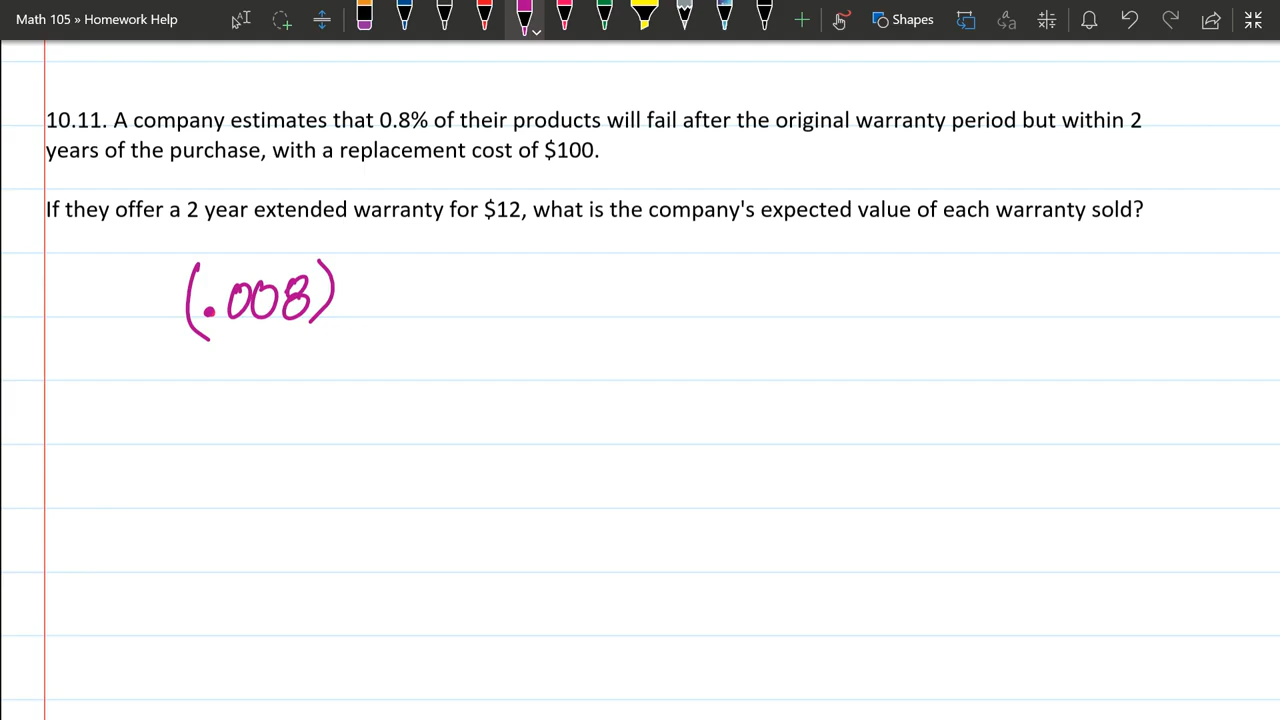 Math 105 » Homework Help
Shapes
10.11. A company estimates that 0.8% of their products will fail after the original warranty period but within 2
years of the purchase, with a replacement cost of $100.
If they offer a 2 year extended warranty for $12, what is the company's expected value of each warranty sold?
(.008)